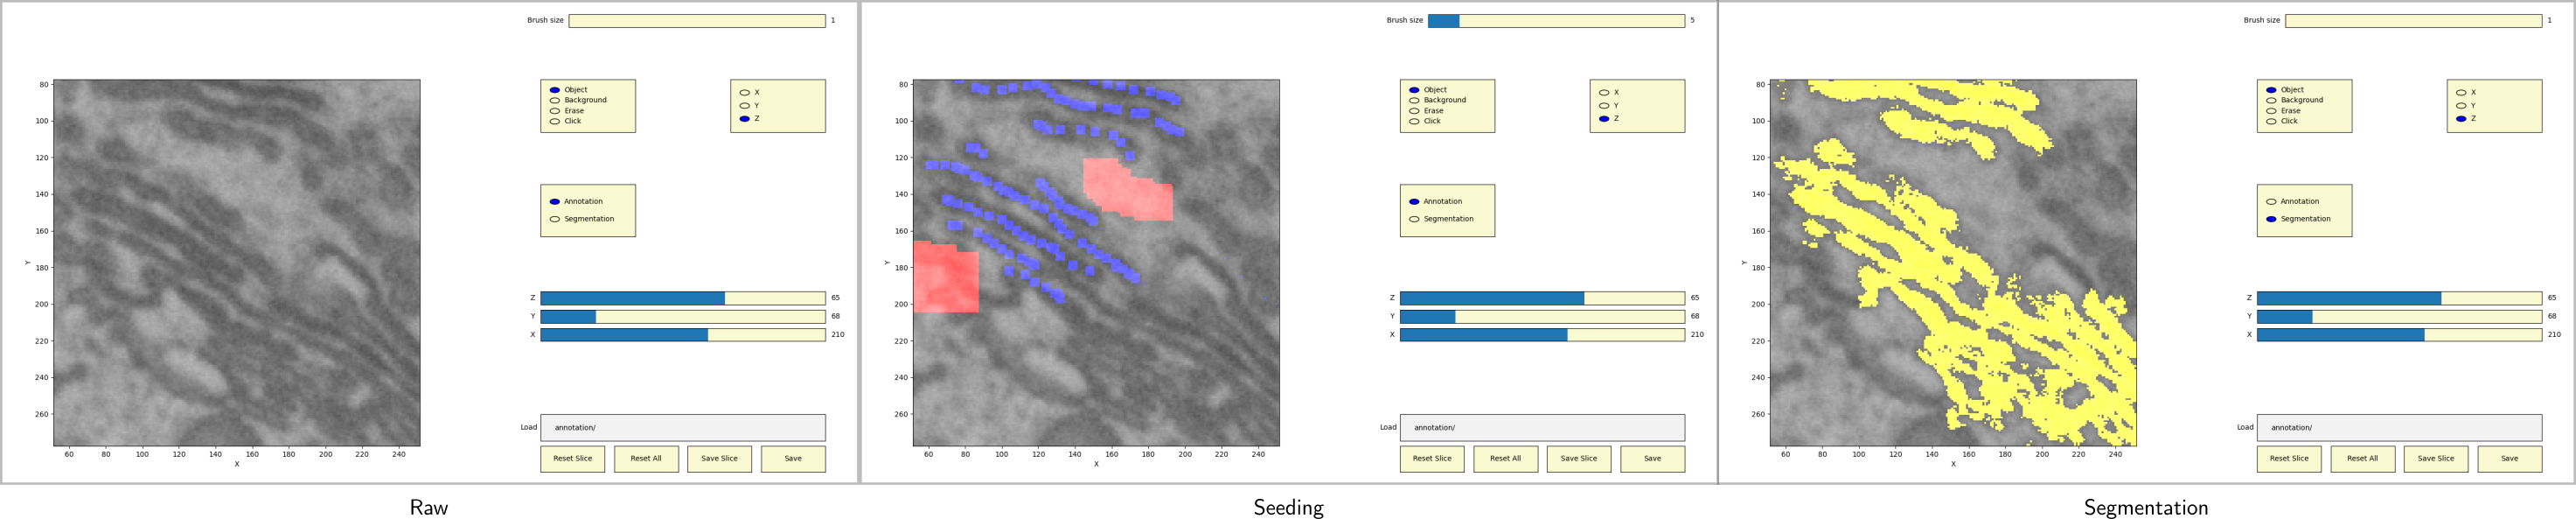 Brush size 1
Object
Background
Erase
Click
X
Y
Z
Annotation
Segmentation
80
100
120
140
160
180
200
220
240
260
Y
60 80 100 120 140 160 180 200 220 240
X
Z 65
Y 68
X 210
Load annotation/
Reset Slice Reset All Save Slice Save
Raw
Brush size 5
Object
Background
Erase
Click
X
Y
Z
Annotation
Segmentation
80
100
120
140
160
180
200
220
240
260
Y
60 80 100 120 140 160 180 200 220 240
X
Z 65
Y 68
X 210
Load annotation/
Reset Slice Reset All Save Slice Save
Seeding
Brush size 1
Object
Background
Erase
Click
X
Y
Z
Annotation
Segmentation
80
100
120
140
160
180
200
220
240
260
Y
60 80 100 120 140 160 180 200 220 240
X
Z 65
Y 68
X 210
Load annotation/
Reset Slice Reset All Save Slice Save
Segmentation